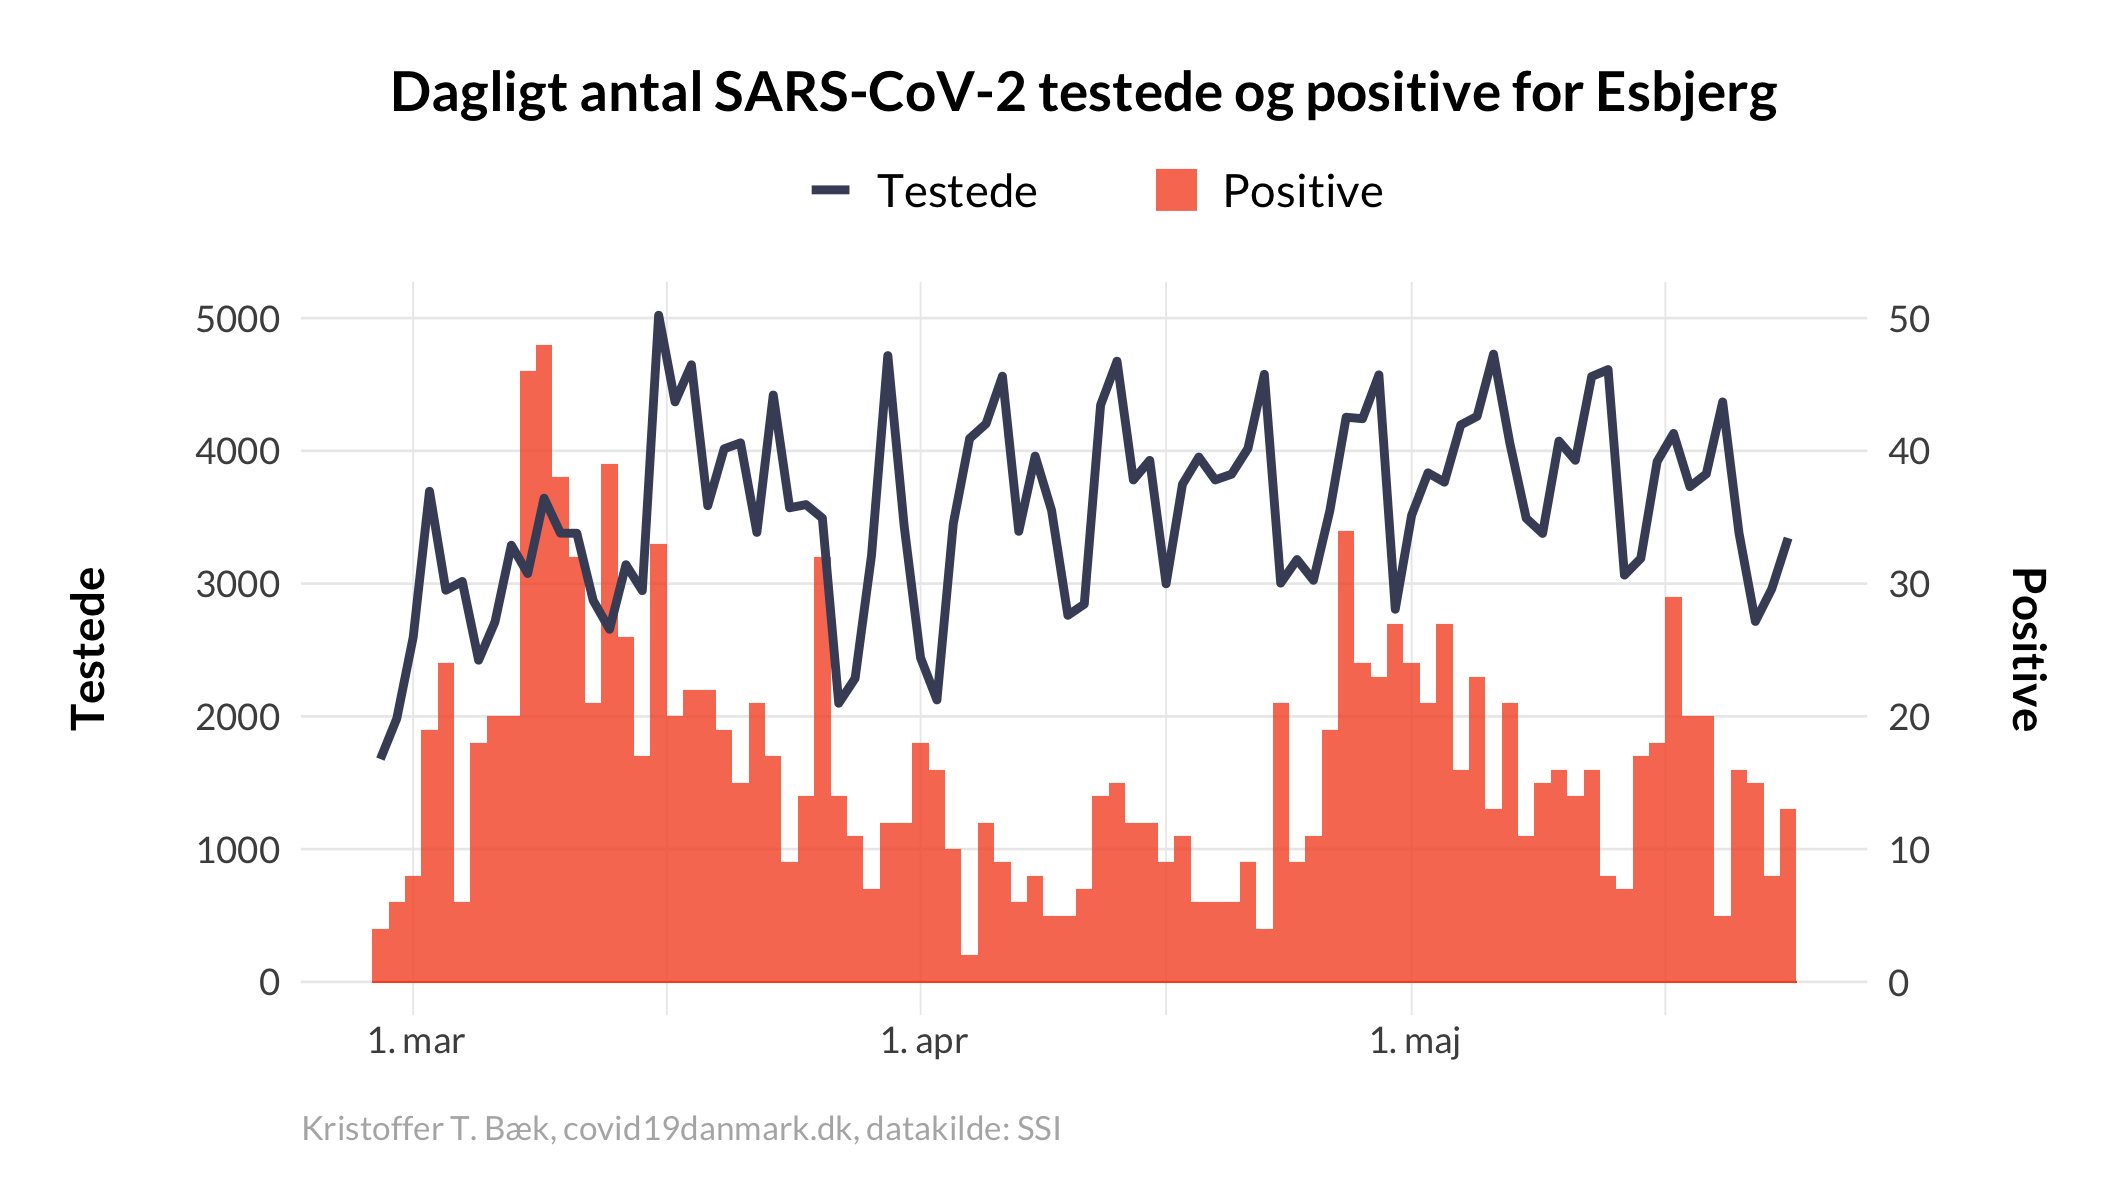 Dagligt antal SARS-CoV-2 testede og positive for Esbjerg
Testede Positive
5000 50
4000 40
3000 30
2000 20
1000 10
0 0
Testede
Positive
1. mar 1. apr 1. maj
Kristoffer T. Bæk, covid19danmark.dk, datakilde: SSI